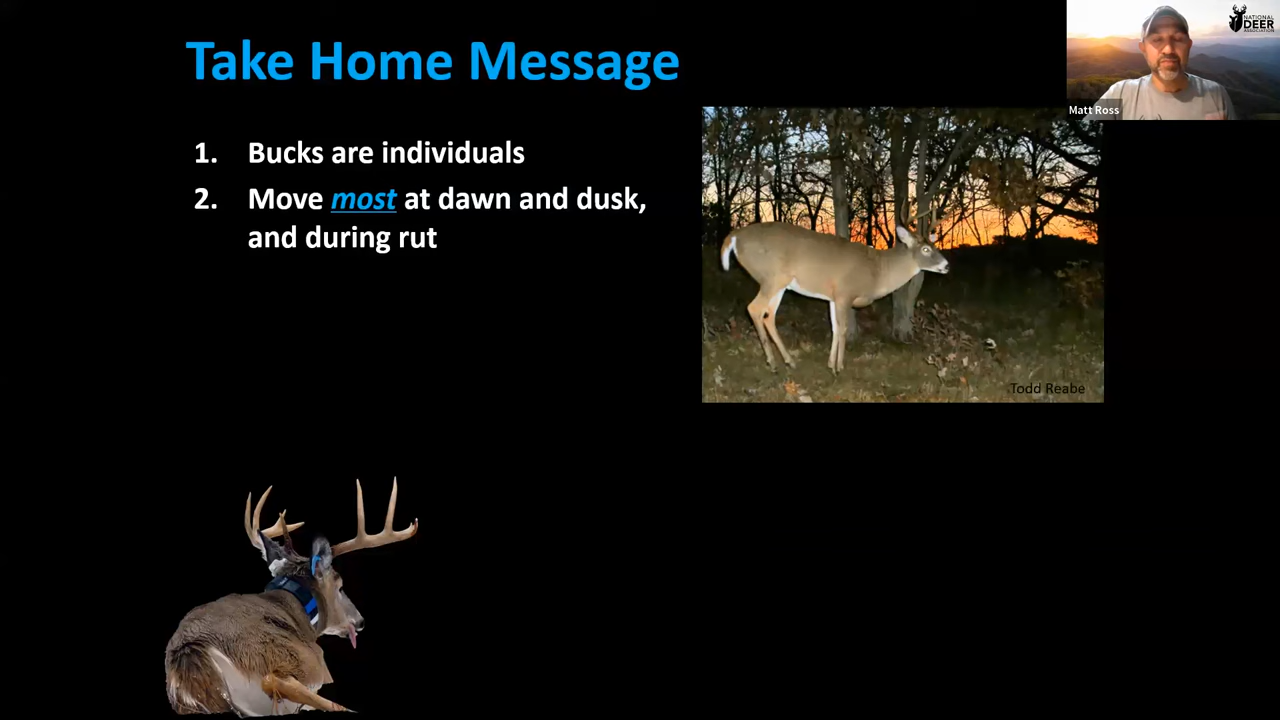 Take Home Message
NATIONAL
DEER
ASSOCIATION
Matt Ross
1. Bucks are individuals
2. Move most at dawn and dusk,
and during rut
Todd Reabe